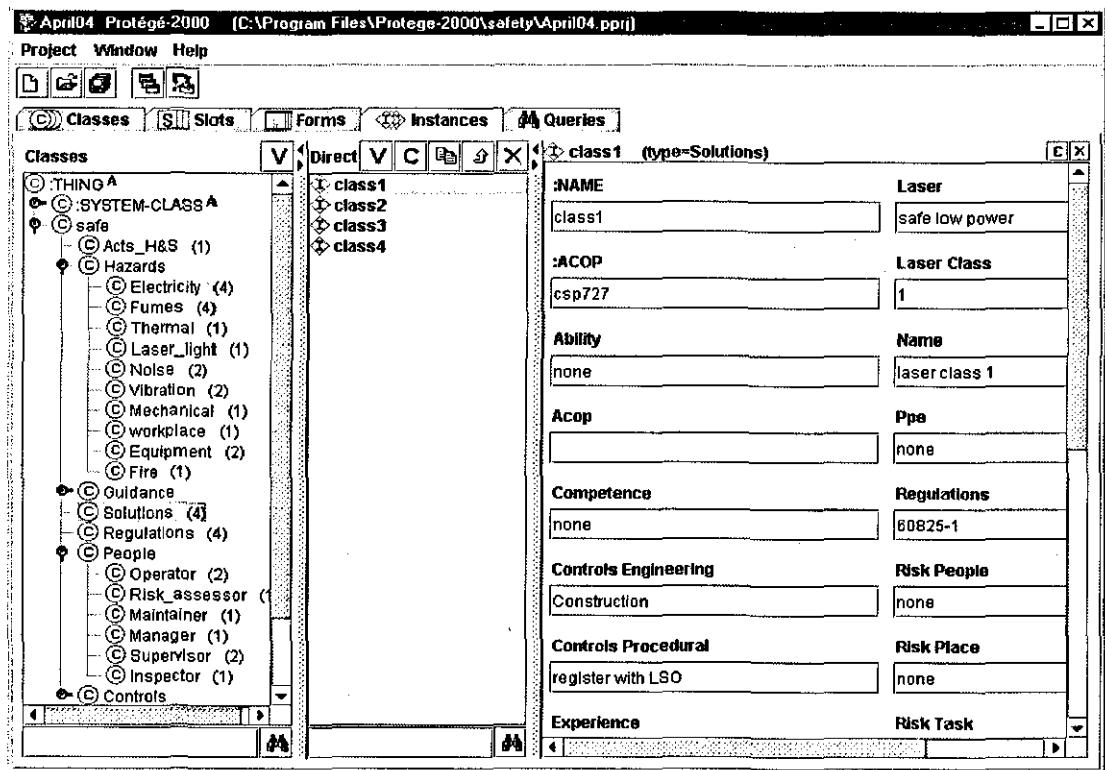 April04 Protégé-2000 (C:\Program Files\Protege-2000\safety\April04.pprj)
Project Window Help
Classes Slots Forms Instances Queries
Classes V
:THING A
:SYSTEM-CLASS A
safe
Acts_H&S (1)
Hazards
Electricity (4)
Fumes (4)
Thermal (1)
Laser_light (1)
Noise (2)
Vibration (2)
Mechanical (1)
workplace (1)
Equipment (2)
Fire (1)
Guidance
Solutions (4)
Regulations (4)
People
Operator (2)
Risk_assessor (1
Maintainer (1)
Manager (1)
Supervisor (2)
Inspector (1)
Controls
Direct V C X
class1
class2
class3
class4
class1 (type=Solutions) C X
:NAME Laser
class1 safe low power
:ACOP Laser Class
csp727 1
Ability Name
none laser class 1
Acop Ppe
none
Competence Regulations
none 60825-1
Controls Engineering Risk People
Construction none
Controls Procedural Risk Place
register with LSO none
Experience Risk Task